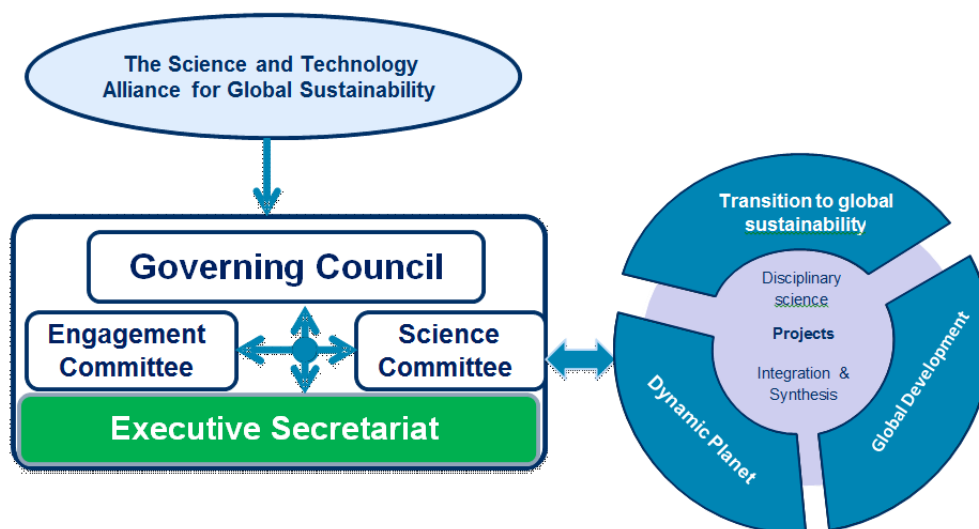 The Science and Technology
Alliance for Global Sustainability
Governing Council
Engagement
Committee
Science
Committee
Executive Secretariat
Transition to global
sustainability
Disciplinary
science
Projects
Integration &
Synthesis
Dynamic Planet
Global Development